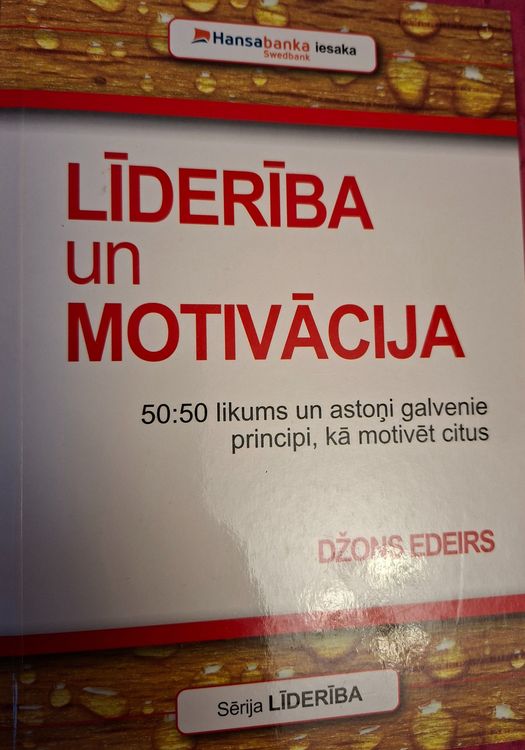 Hansabanka iesaka
Swedbank
LĪDERĪBA
un
MOTIVĀCIJA
50:50 likums un astoņi galvenie
principi, kā motivēt citus
DŽONS EDEIRS
Sērija LĪDERĪBA